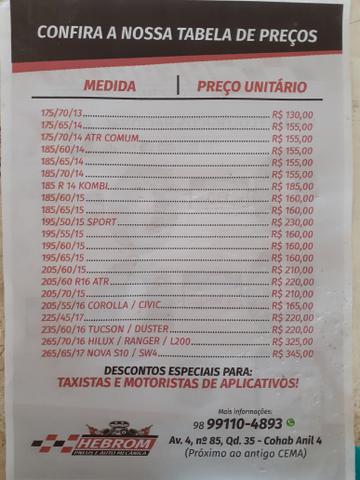 CONFIRA A NOSSA TABELA DE PREÇOS
MEDIDA | PREÇO UNITÁRIO
175/70/13 R$ 130,00
175/65/14 R$ 155,00
175/70/14 ATR COMUM R$ 155,00
185/60/14 R$ 155,00
185/65/14 R$ 155,00
185/70/14 R$ 155,00
185 R 14 KOMBI R$ 185,00
185/60/15 R$ 160,00
185/65/15 R$ 160,00
195/50/15 SPORT R$ 230,00
195/55/15 R$ 160,00
195/60/15 R$ 160,00
195/65/15 R$ 160,00
205/60/15 R$ 210,00
205/60 R16 ATR R$ 220,00
205/70/15 R$ 210,00
205/55/16 COROLLA / CIVIC R$ 165,00
225/45/17 R$ 220,00
235/60/16 TUCSON / DUSTER R$ 220,00
265/70/16 HILUX / RANGER / L200 R$ 325,00
265/65/17 NOVA S10 / SW4 R$ 345,00
DESCONTOS ESPECIAIS PARA:
TAXISTAS E MOTORISTAS DE APLICATIVOS!
Mais informações:
98 99110-4893
HEBROM
PNEUS E AUTO MECÂNICA
Av. 4, nº 85, Qd. 35 - Cohab Anil 4
(Próximo ao antigo CEMA)